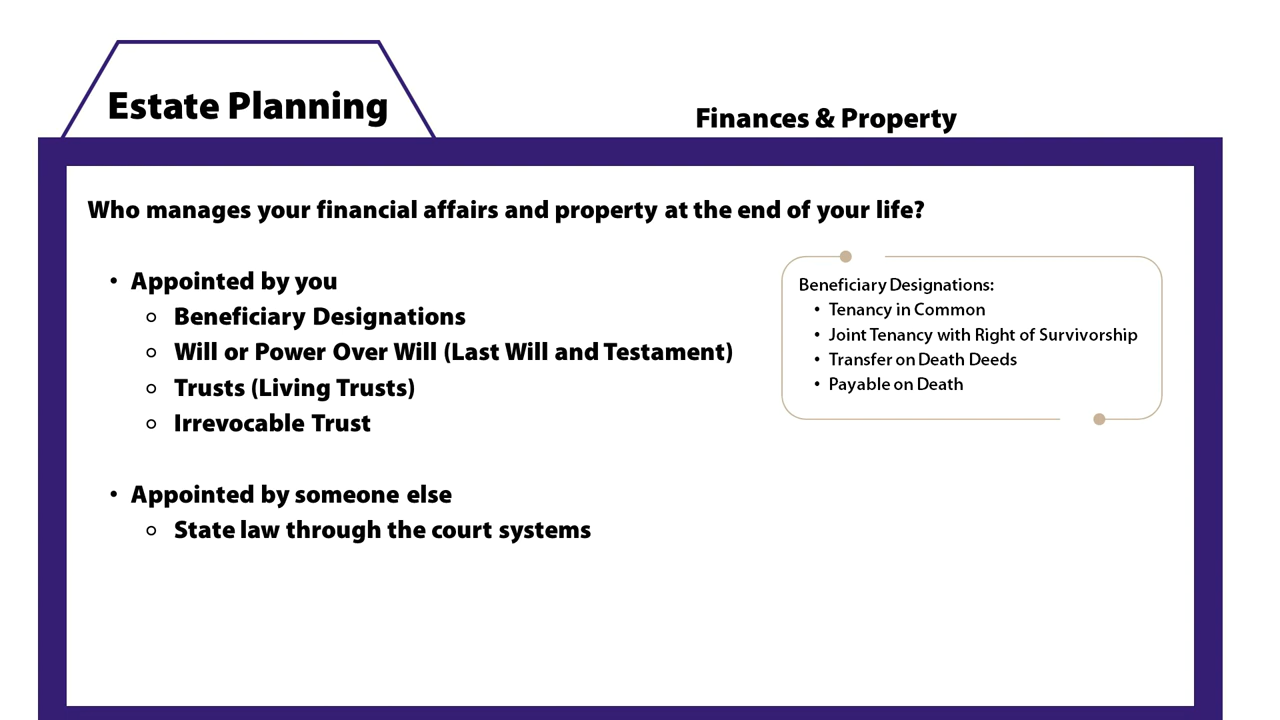 Estate Planning
Finances & Property
Who manages your financial affairs and property at the end of your life?
• Appointed by you
○ Beneficiary Designations
○ Will or Power Over Will (Last Will and Testament)
○ Trusts (Living Trusts)
○ Irrevocable Trust
• Appointed by someone else
○ State law through the court systems
Beneficiary Designations:
• Tenancy in Common
• Joint Tenancy with Right of Survivorship
• Transfer on Death Deeds
• Payable on Death